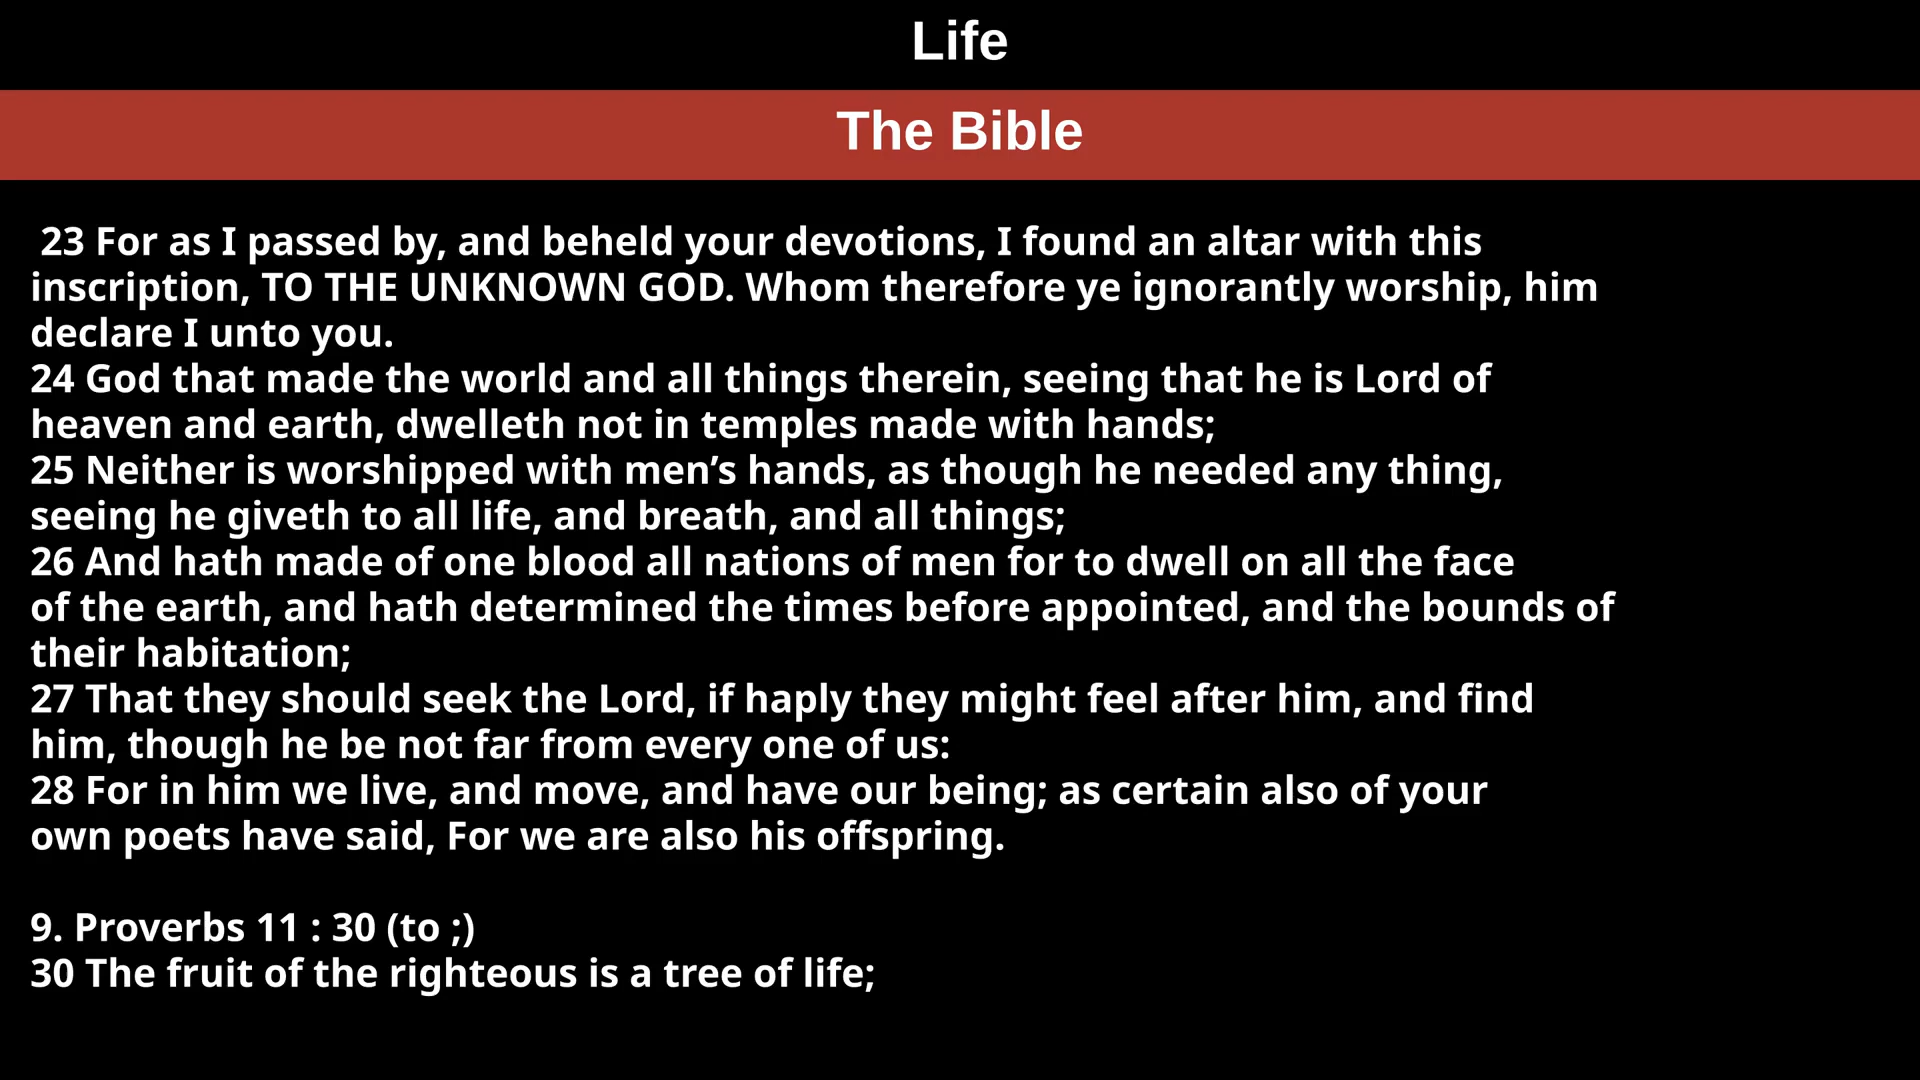 Life
The Bible
23 For as I passed by, and beheld your devotions, I found an altar with this
inscription, TO THE UNKNOWN GOD. Whom therefore ye ignorantly worship, him
declare I unto you.
24 God that made the world and all things therein, seeing that he is Lord of
heaven and earth, dwelleth not in temples made with hands;
25 Neither is worshipped with men’s hands, as though he needed any thing,
seeing he giveth to all life, and breath, and all things;
26 And hath made of one blood all nations of men for to dwell on all the face
of the earth, and hath determined the times before appointed, and the bounds of
their habitation;
27 That they should seek the Lord, if haply they might feel after him, and find
him, though he be not far from every one of us:
28 For in him we live, and move, and have our being; as certain also of your
own poets have said, For we are also his offspring.
9. Proverbs 11 : 30 (to ;)
30 The fruit of the righteous is a tree of life;